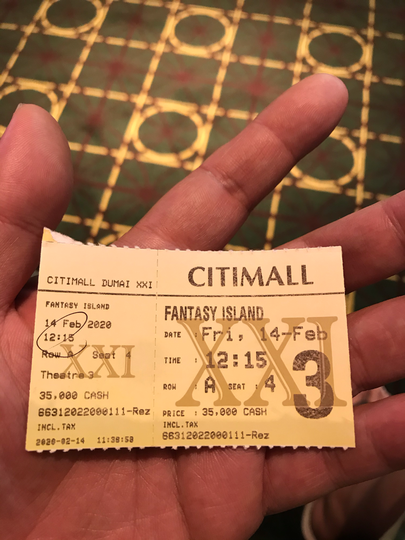 CITIMALL DUMAI XXI
FANTASY ISLAND
14 Feb 2020
12:15
Row A Seat 4
Theatre 3
XXI
35,000 CASH
66312022000111-Rez
INCL.TAX
2020-02-14 11:38:58
CITIMALL
FANTASY ISLAND
DATE Fri, 14-Feb
TIME : 12:15
ROW A SEAT : 4
XXI
3
PRICE : 35,000 CASH
INCL.TAX
66312022000111-Rez